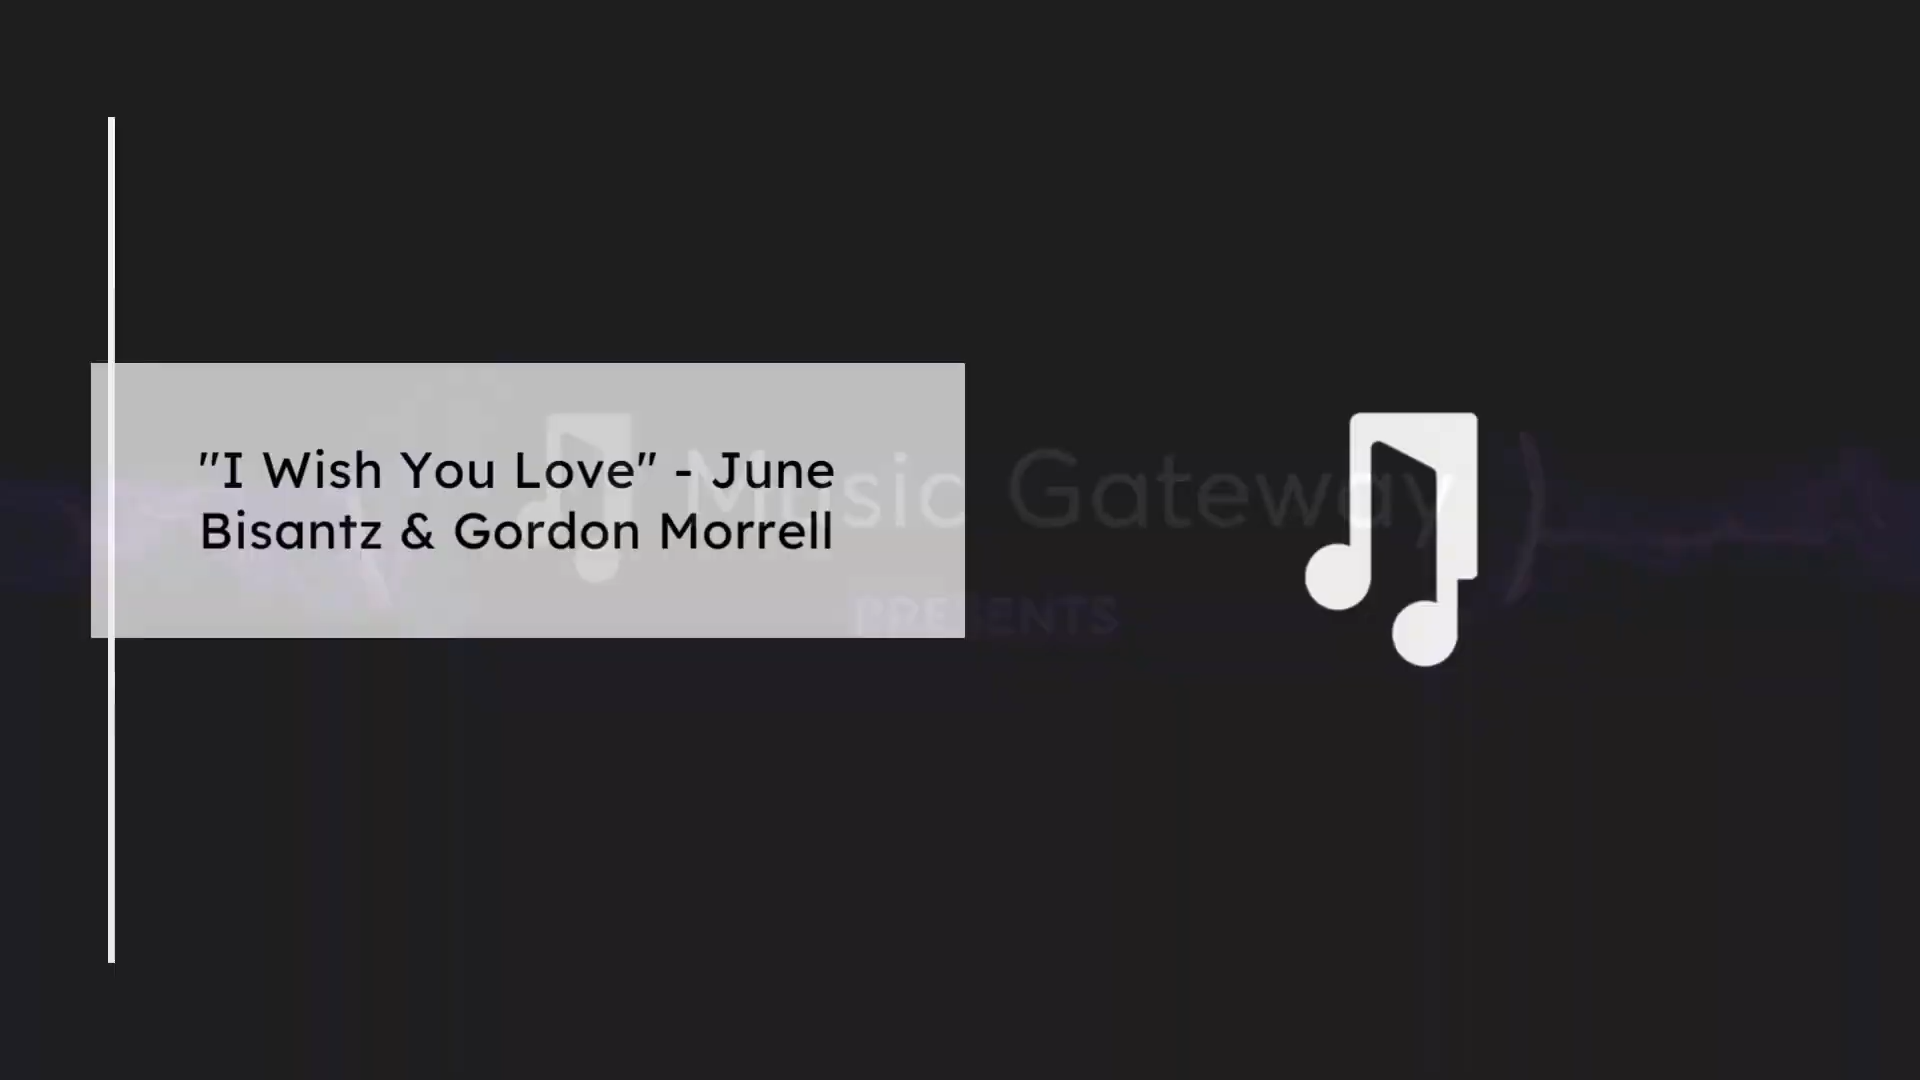 "I Wish You Love" - June
Bisantz & Gordon Morrell
Music Gateway
PRESENTS